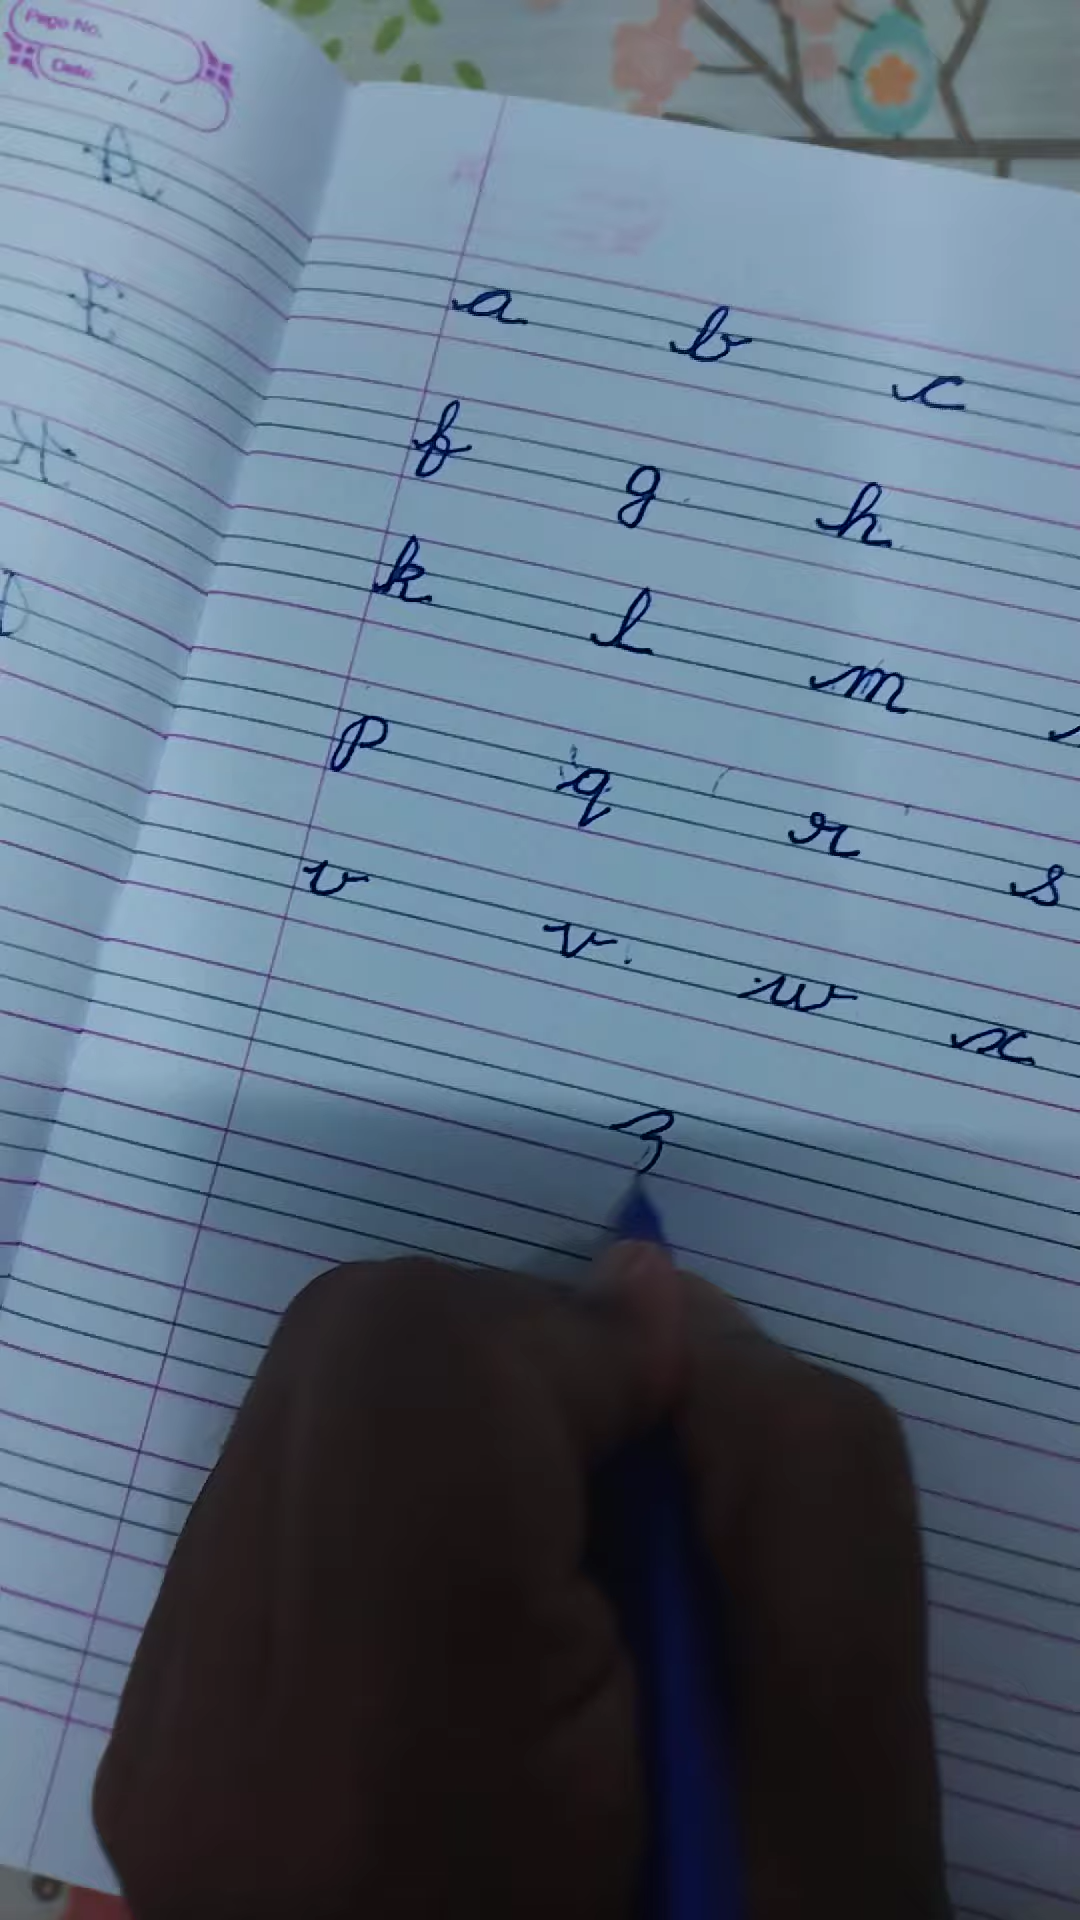 Page No.
Date: / /
A
I
K
a b c
f g h
k l m
p q r s
v v w x
z